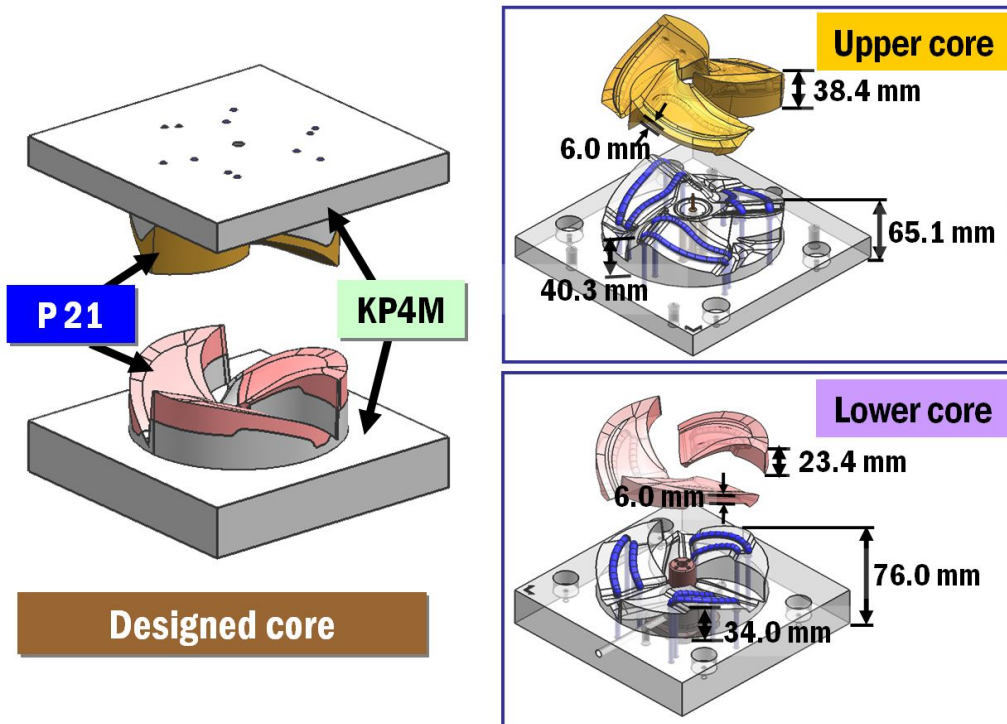 P 21
KP4M
Designed core
Upper core
38.4 mm
6.0 mm
65.1 mm
40.3 mm
Lower core
23.4 mm
6.0 mm
76.0 mm
34.0 mm